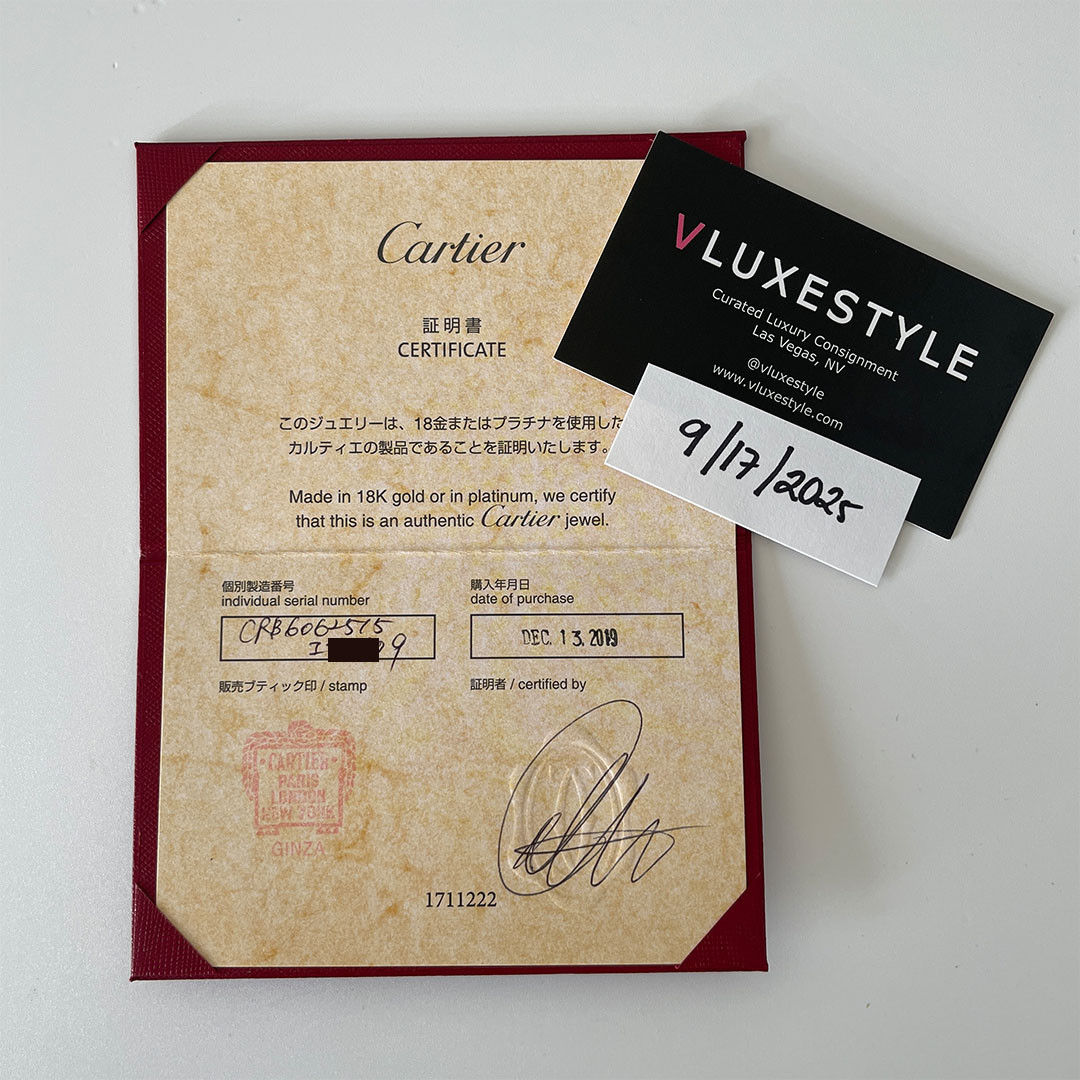 Cartier
証明書
CERTIFICATE
このジュエリーは、18金またはプラチナを使用した
カルティエの製品であることを証明いたします。
Made in 18K gold or in platinum, we certify
that this is an authentic Cartier jewel.
個別製造番号
individual serial number
CRB6062515
9
購入年月日
date of purchase
DEC. 13. 2019
販売ブティック印 / stamp
証明者 / certified by
CARTIER
PARIS
LONDON
NEW YORK
GINZA
1711222
VLUXESTYLE
Curated Luxury Consignment
Las Vegas, NV
@vluxestyle
www.vluxestyle.com
9/17/2025